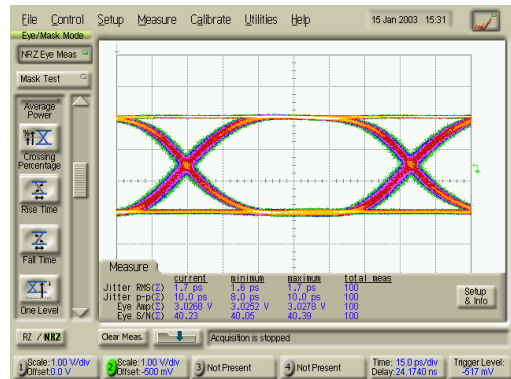 File Control Setup Measure Calibrate Utilities Help 15 Jan 2003 15:31
Eye/Mask Mode
NRZ Eye Meas
Mask Test
Average
Power
Crossing
Percentage
Rise Time
Fall Time
One Level
Measure
current minimum maximum total meas
Jitter RMS(Σ) 1.7 ps 1.6 ps 1.7 ps 100
Jitter p-p(Σ) 10.0 ps 8.0 ps 10.0 ps 100
Eye Amp(Σ) 3.0268 V 3.0252 V 3.0278 V 100
Eye S/N(Σ) 40.23 40.05 40.39 100
Setup
& Info
RZ / NRZ
Clear Meas.
Acquisition is stopped
1 Scale: 1.00 V/div
Offset:0.0 V
2 Scale: 1.00 V/div
Offset:-500 mV
3 Not Present
4 Not Present
Time: 15.0 ps/div
Delay:24.1740 ns
Trigger Level:
-517 mV